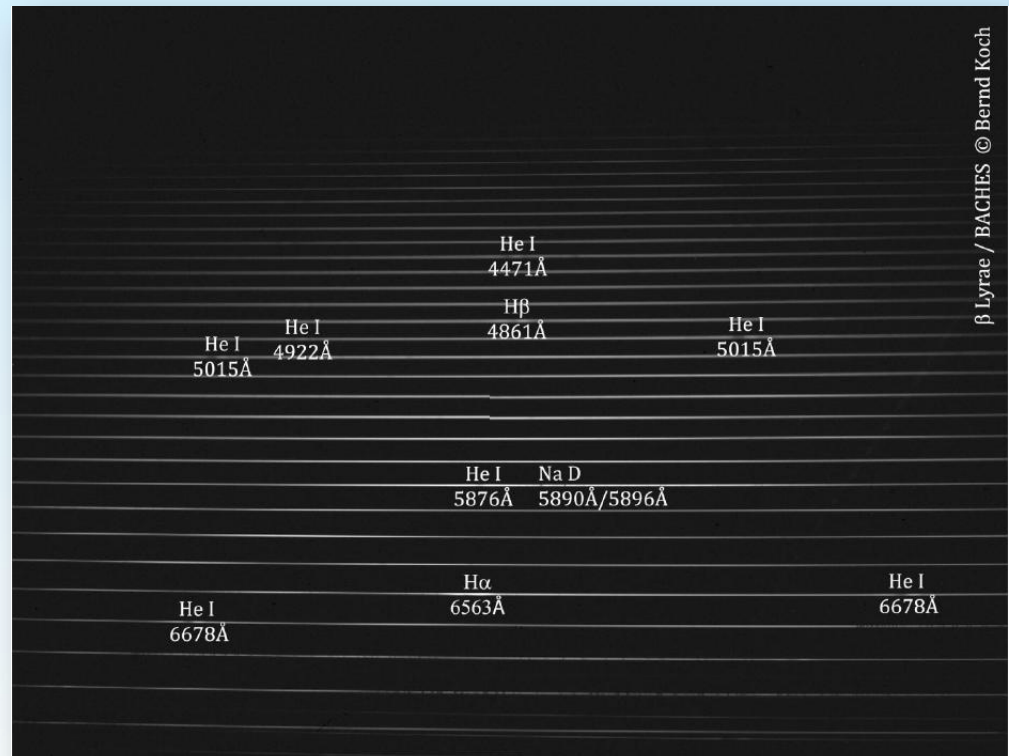 He I
4471Å
Hβ
4861Å
He I
4922Å
He I
5015Å
He I
5015Å
He I
5876Å
Na D
5890Å/5896Å
Hα
6563Å
He I
6678Å
He I
6678Å
β Lyrae / BACHES © Bernd Koch